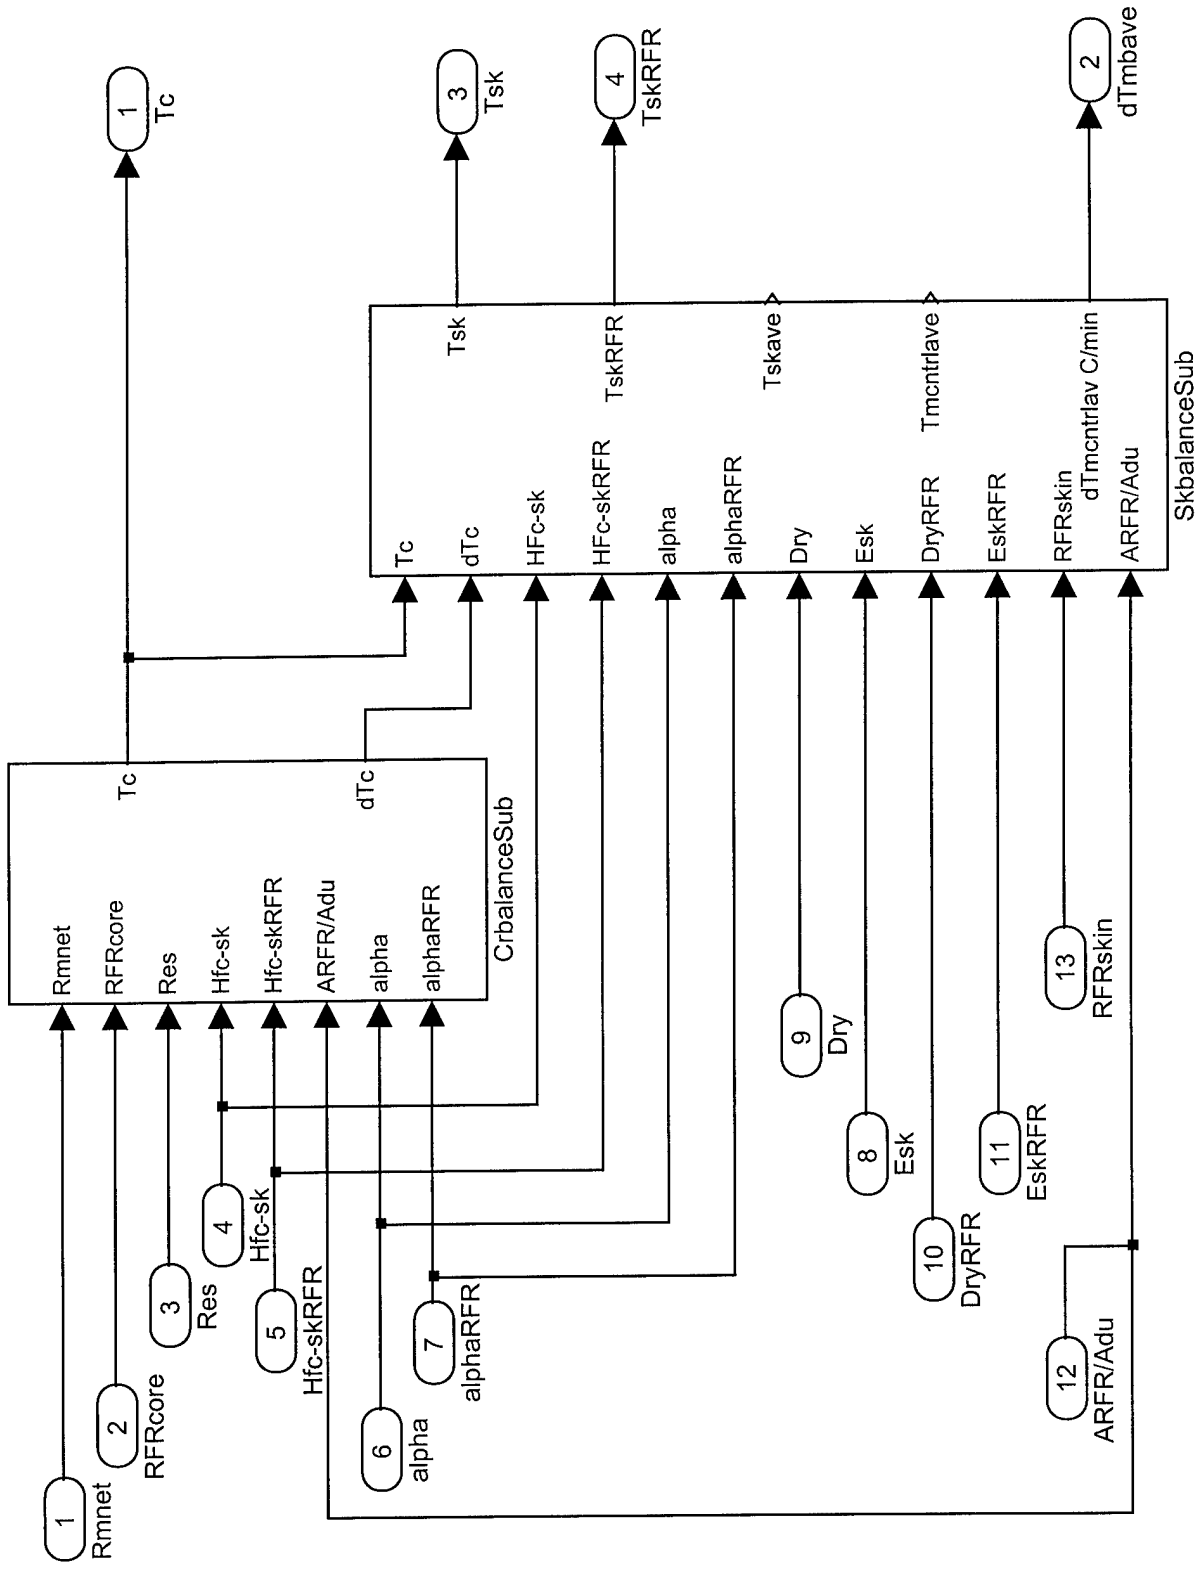 1
Rmnet
2
RFRcore
3
Res
4
Hfc-sk
5
Hfc-skRFR
6
alpha
7
alphaRFR
12
ARFR/Adu
10
DryRFR
8
Esk
11
EskRFR
9
Dry
13
RFRskin
Rmnet
RFRcore
Res
Hfc-sk
Hfc-skRFR
ARFR/Adu
alpha
alphaRFR
Tc
dTc
CrbalanceSub
Tc
dTc
HFc-sk
HFc-skRFR
alpha
alphaRFR
Dry
Esk
DryRFR
EskRFR
RFRskin
ARFR/Adu
Tsk
TskRFR
Tskave
Tmcntrlave
dTmcntrlav C/min
SkbalanceSub
1
Tc
3
Tsk
4
TskRFR
2
dTmbave